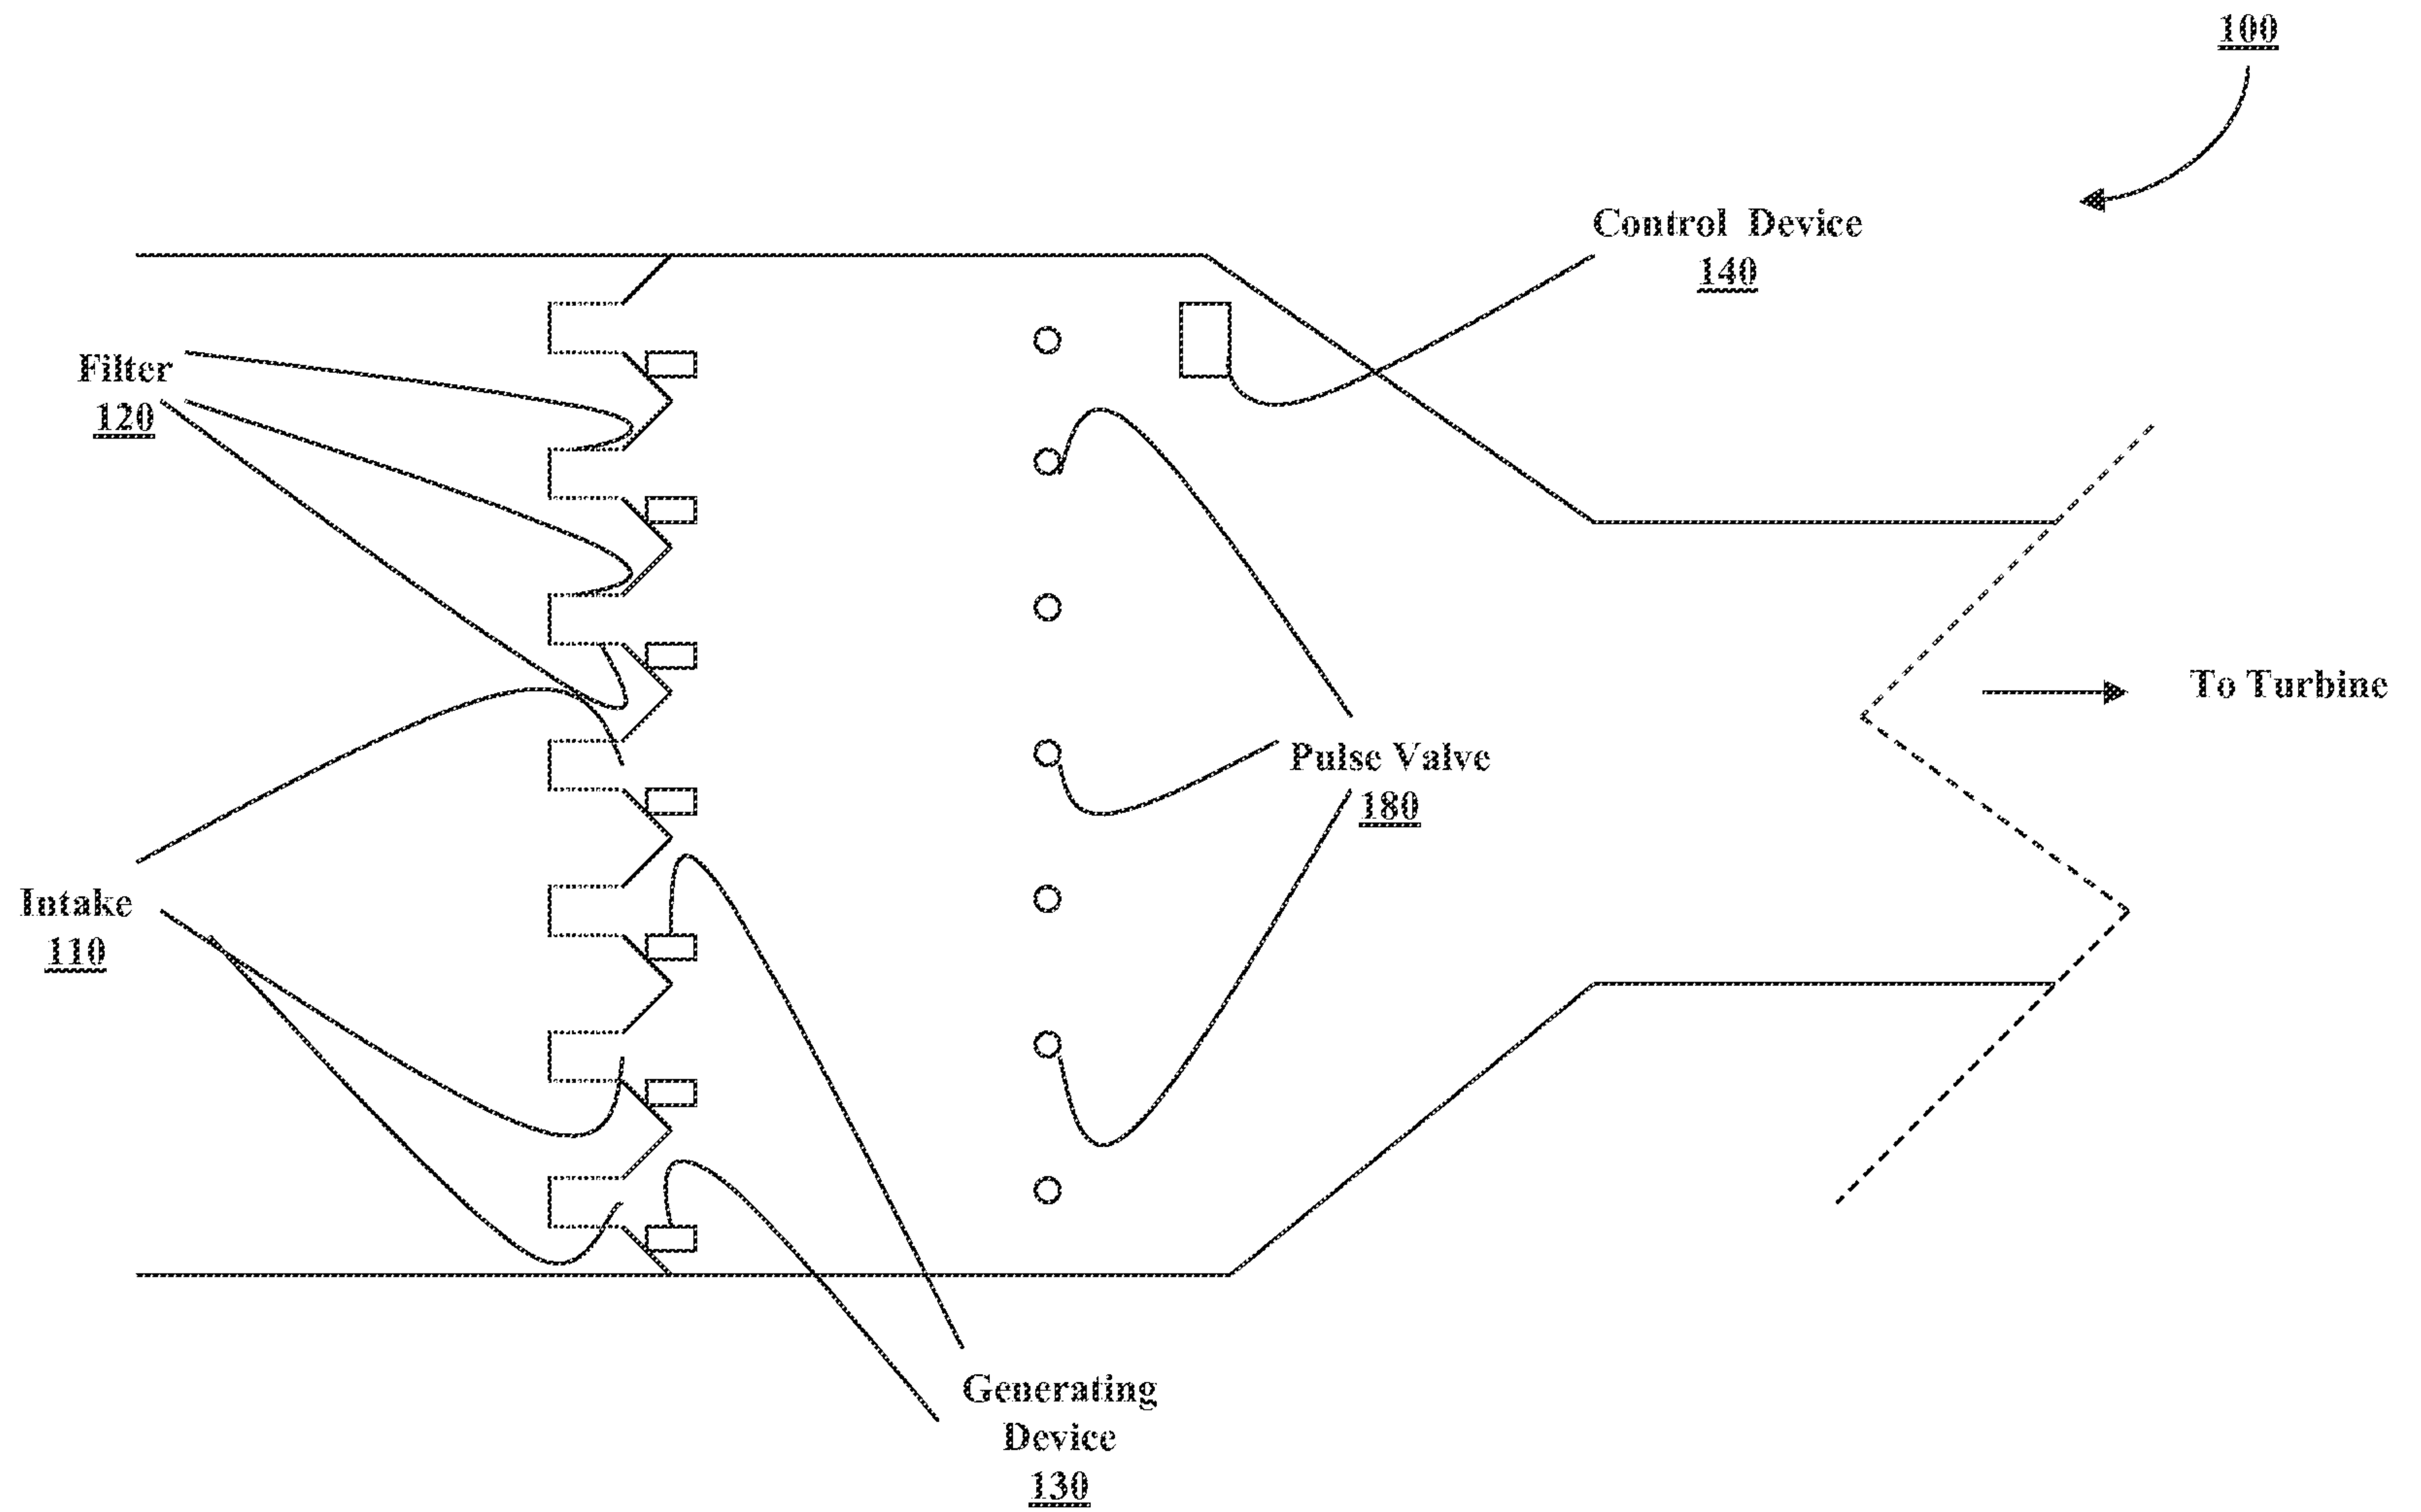 100
Control Device
140
Filter
120
To Turbine
Pulse Valve
180
Intake
110
Generating
Device
130